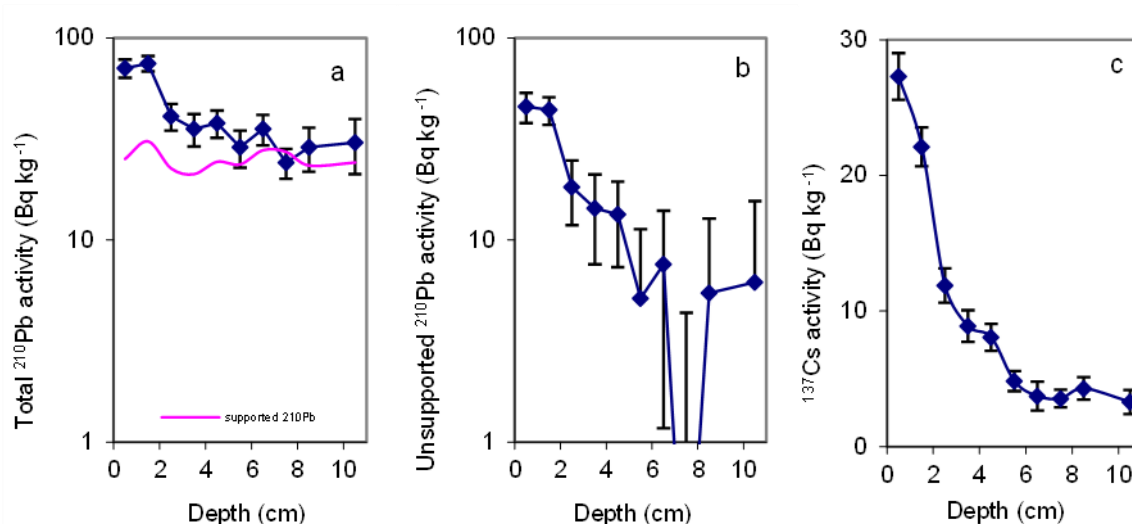 Total ²¹⁰Pb activity (Bq kg⁻¹)
100
10
1
a
supported 210Pb
0 2 4 6 8 10
Depth (cm)
Unsupported ²¹⁰Pb activity (Bq kg⁻¹)
100
10
1
b
0 2 4 6 8 10
Depth (cm)
¹³⁷Cs activity (Bq kg⁻¹)
30
20
10
0
c
0 2 4 6 8 10
Depth (cm)